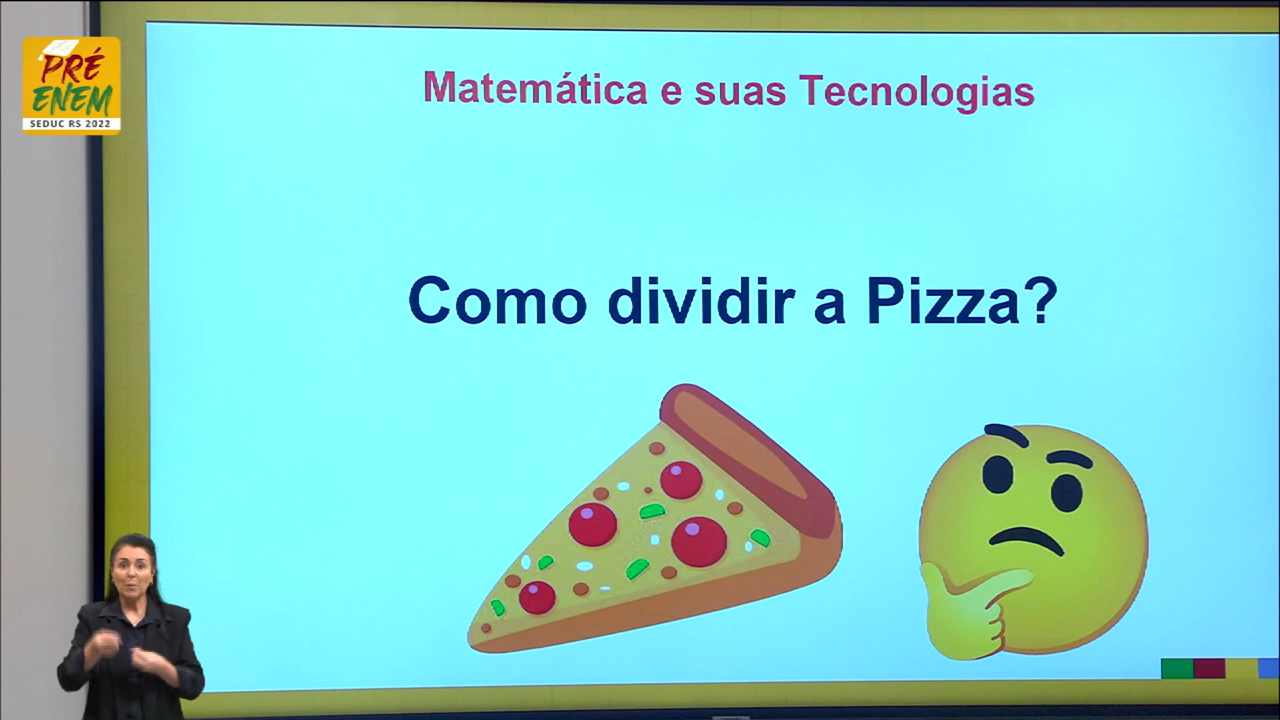 PRÉ
ENEM
SEDUC RS 2022
Matemática e suas Tecnologias
Como dividir a Pizza?